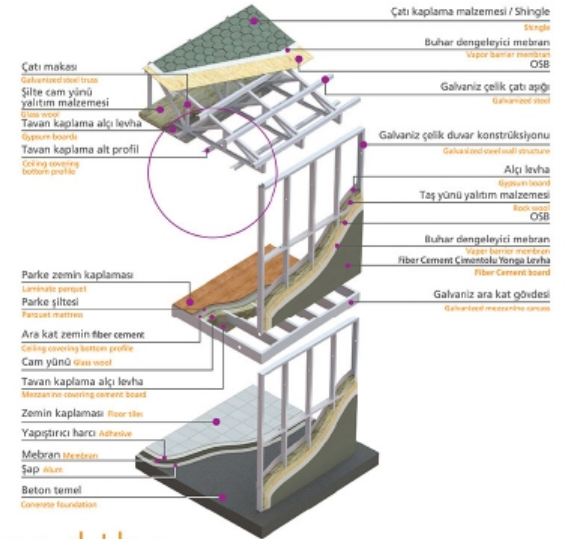 Çatı kaplama malzemesi / Shingle
Shingle
Buhar dengeleyici mebran
Vapor barrier menbran
OSB
Galvaniz çelik çatı aşığı
Galvanized steel
Galvaniz çelik duvar konstrüksiyonu
Galvanized steel wall structure
Alçı levha
Gypsum board
Taş yünü yalıtım malzemesi
Rock wool
OSB
Buhar dengeleyici mebran
Vaper barrier membran
Fiber Cement Çimentolu Yonga Levha
Fiber Cement board
Galvaniz ara kat gövdesi
Galvanized mezzanine carcass
Çatı makası
Galvanized steel truss
Şilte cam yünü
yalıtım malzemesi
Glass wool
Tavan kaplama alçı levha
Gypsum boards
Tavan kaplama alt profil
Ceiling covering
bottom profile
Parke zemin kaplaması
Laminate parquet
Parke şiltesi
Parquet mattress
Ara kat zemin fiber cement
Ceiling covering bottom profile
Cam yünü Glass wool
Tavan kaplama alçı levha
Mezzanine covering cement board
Zemin kaplaması Floor tiles
Yapıştırıcı harcı Adhesive
Mebran Membran
Şap Alum
Beton temel
Concrete foundation